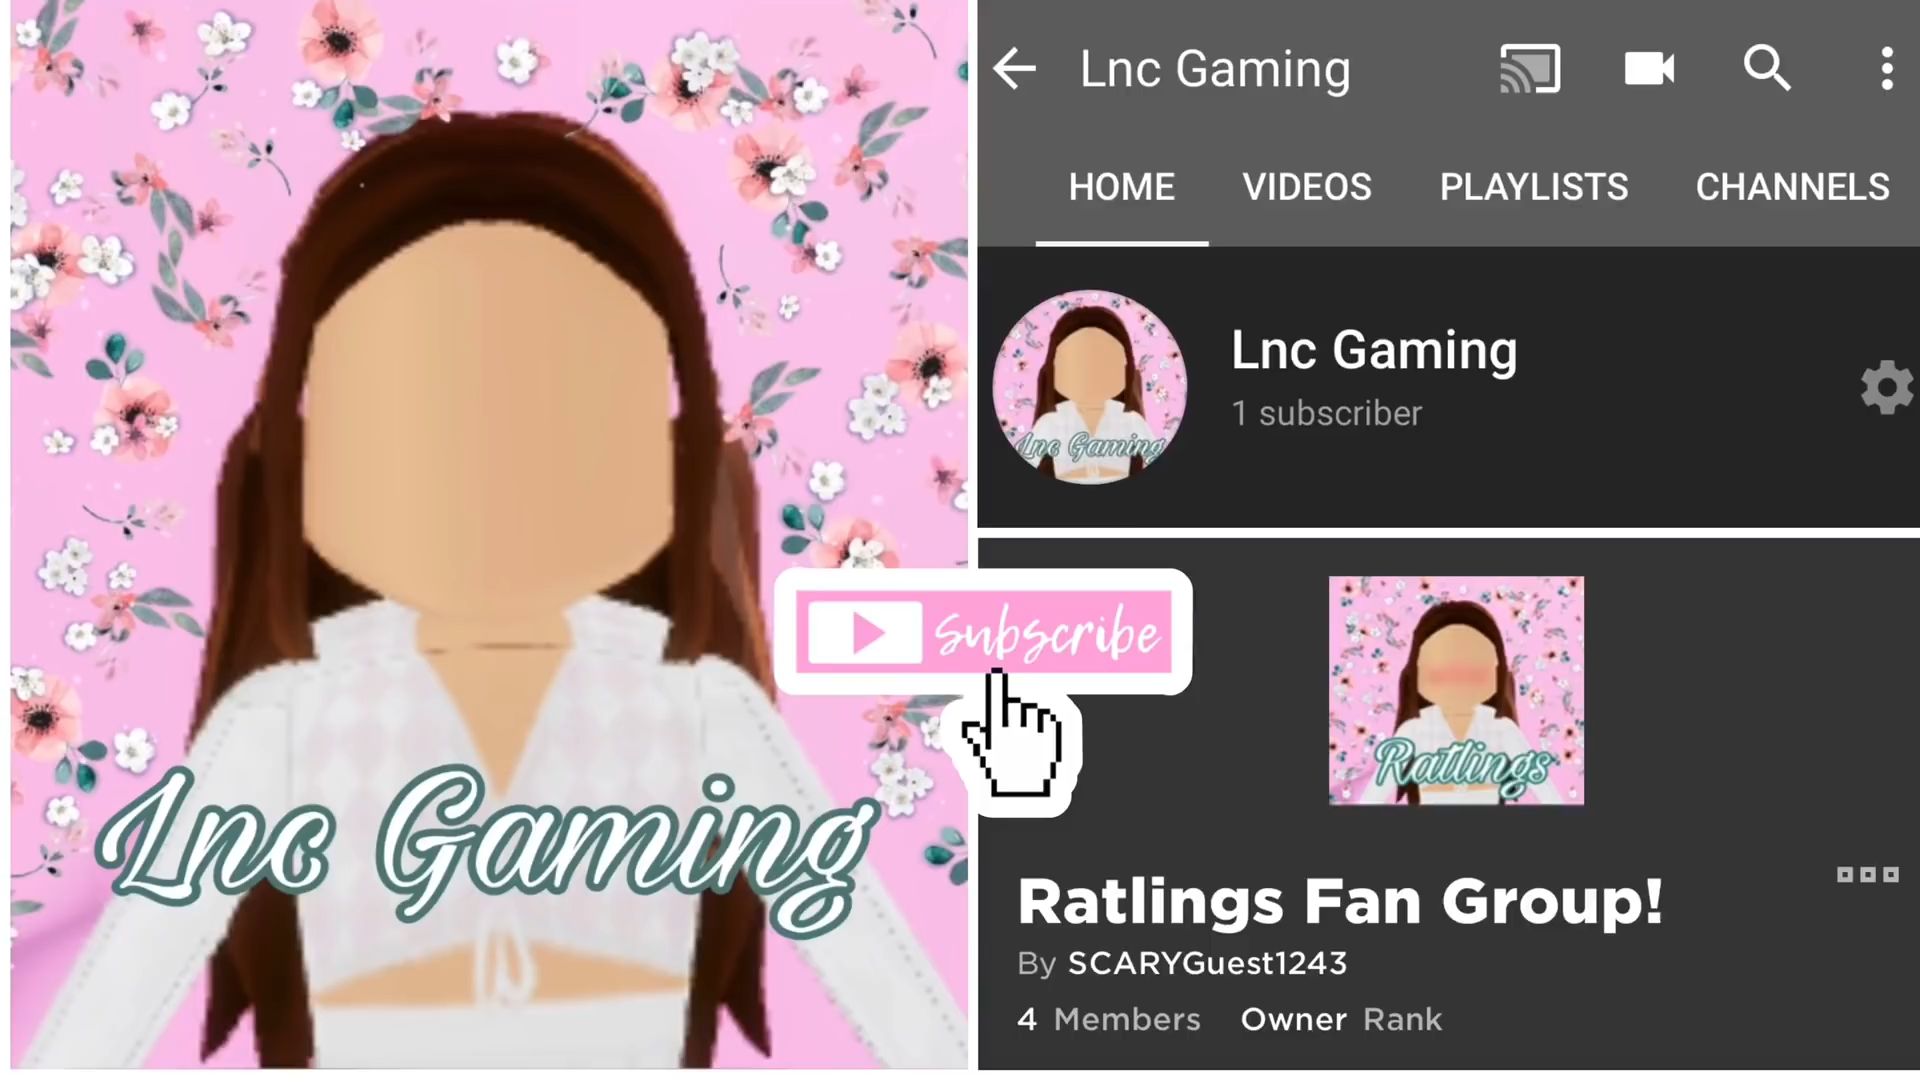 Lnc Gaming
Lnc Gaming
HOME VIDEOS PLAYLISTS CHANNELS
Lnc Gaming
Lnc Gaming
1 subscriber
subscribe
Ratlings
Ratlings Fan Group!
By SCARYGuest1243
4 Members Owner Rank